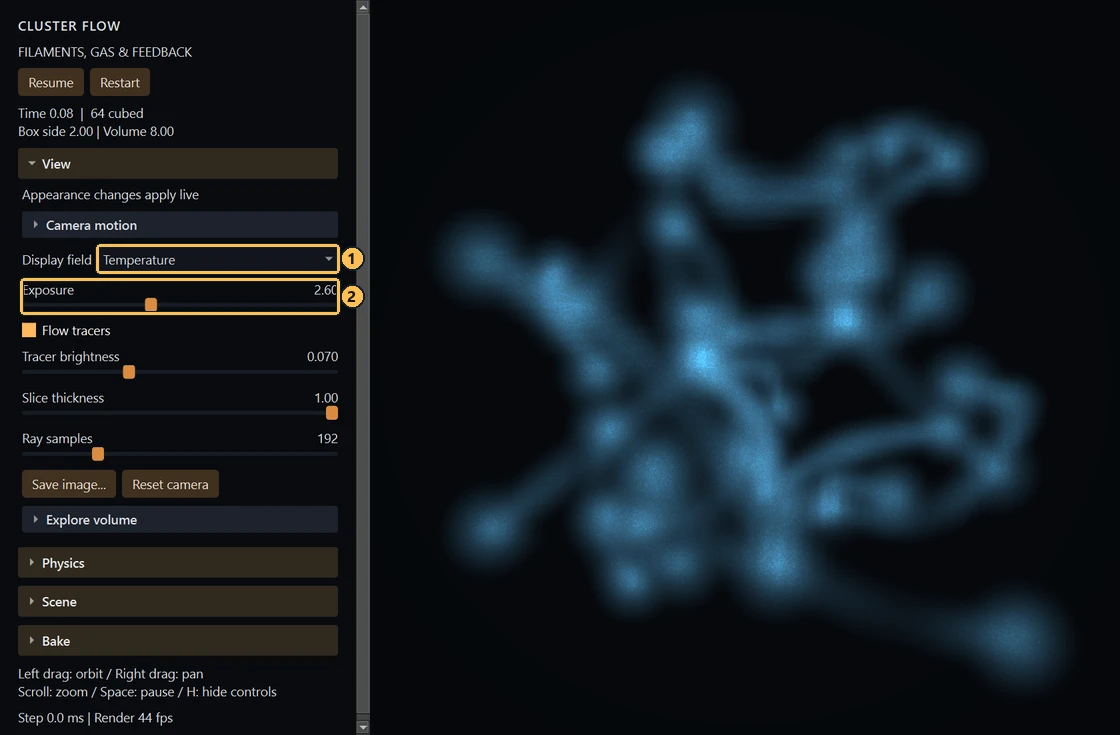 CLUSTER FLOW
FILAMENTS, GAS & FEEDBACK
Resume Restart
Time 0.08 | 64 cubed
Box side 2.00 | Volume 8.00
View
Appearance changes apply live
Camera motion
Display field Temperature 1
Exposure 2.60 2
Flow tracers
Tracer brightness 0.070
Slice thickness 1.00
Ray samples 192
Save image... Reset camera
Explore volume
Physics
Scene
Bake
Left drag: orbit / Right drag: pan
Scroll: zoom / Space: pause / H: hide controls
Step 0.0 ms | Render 44 fps